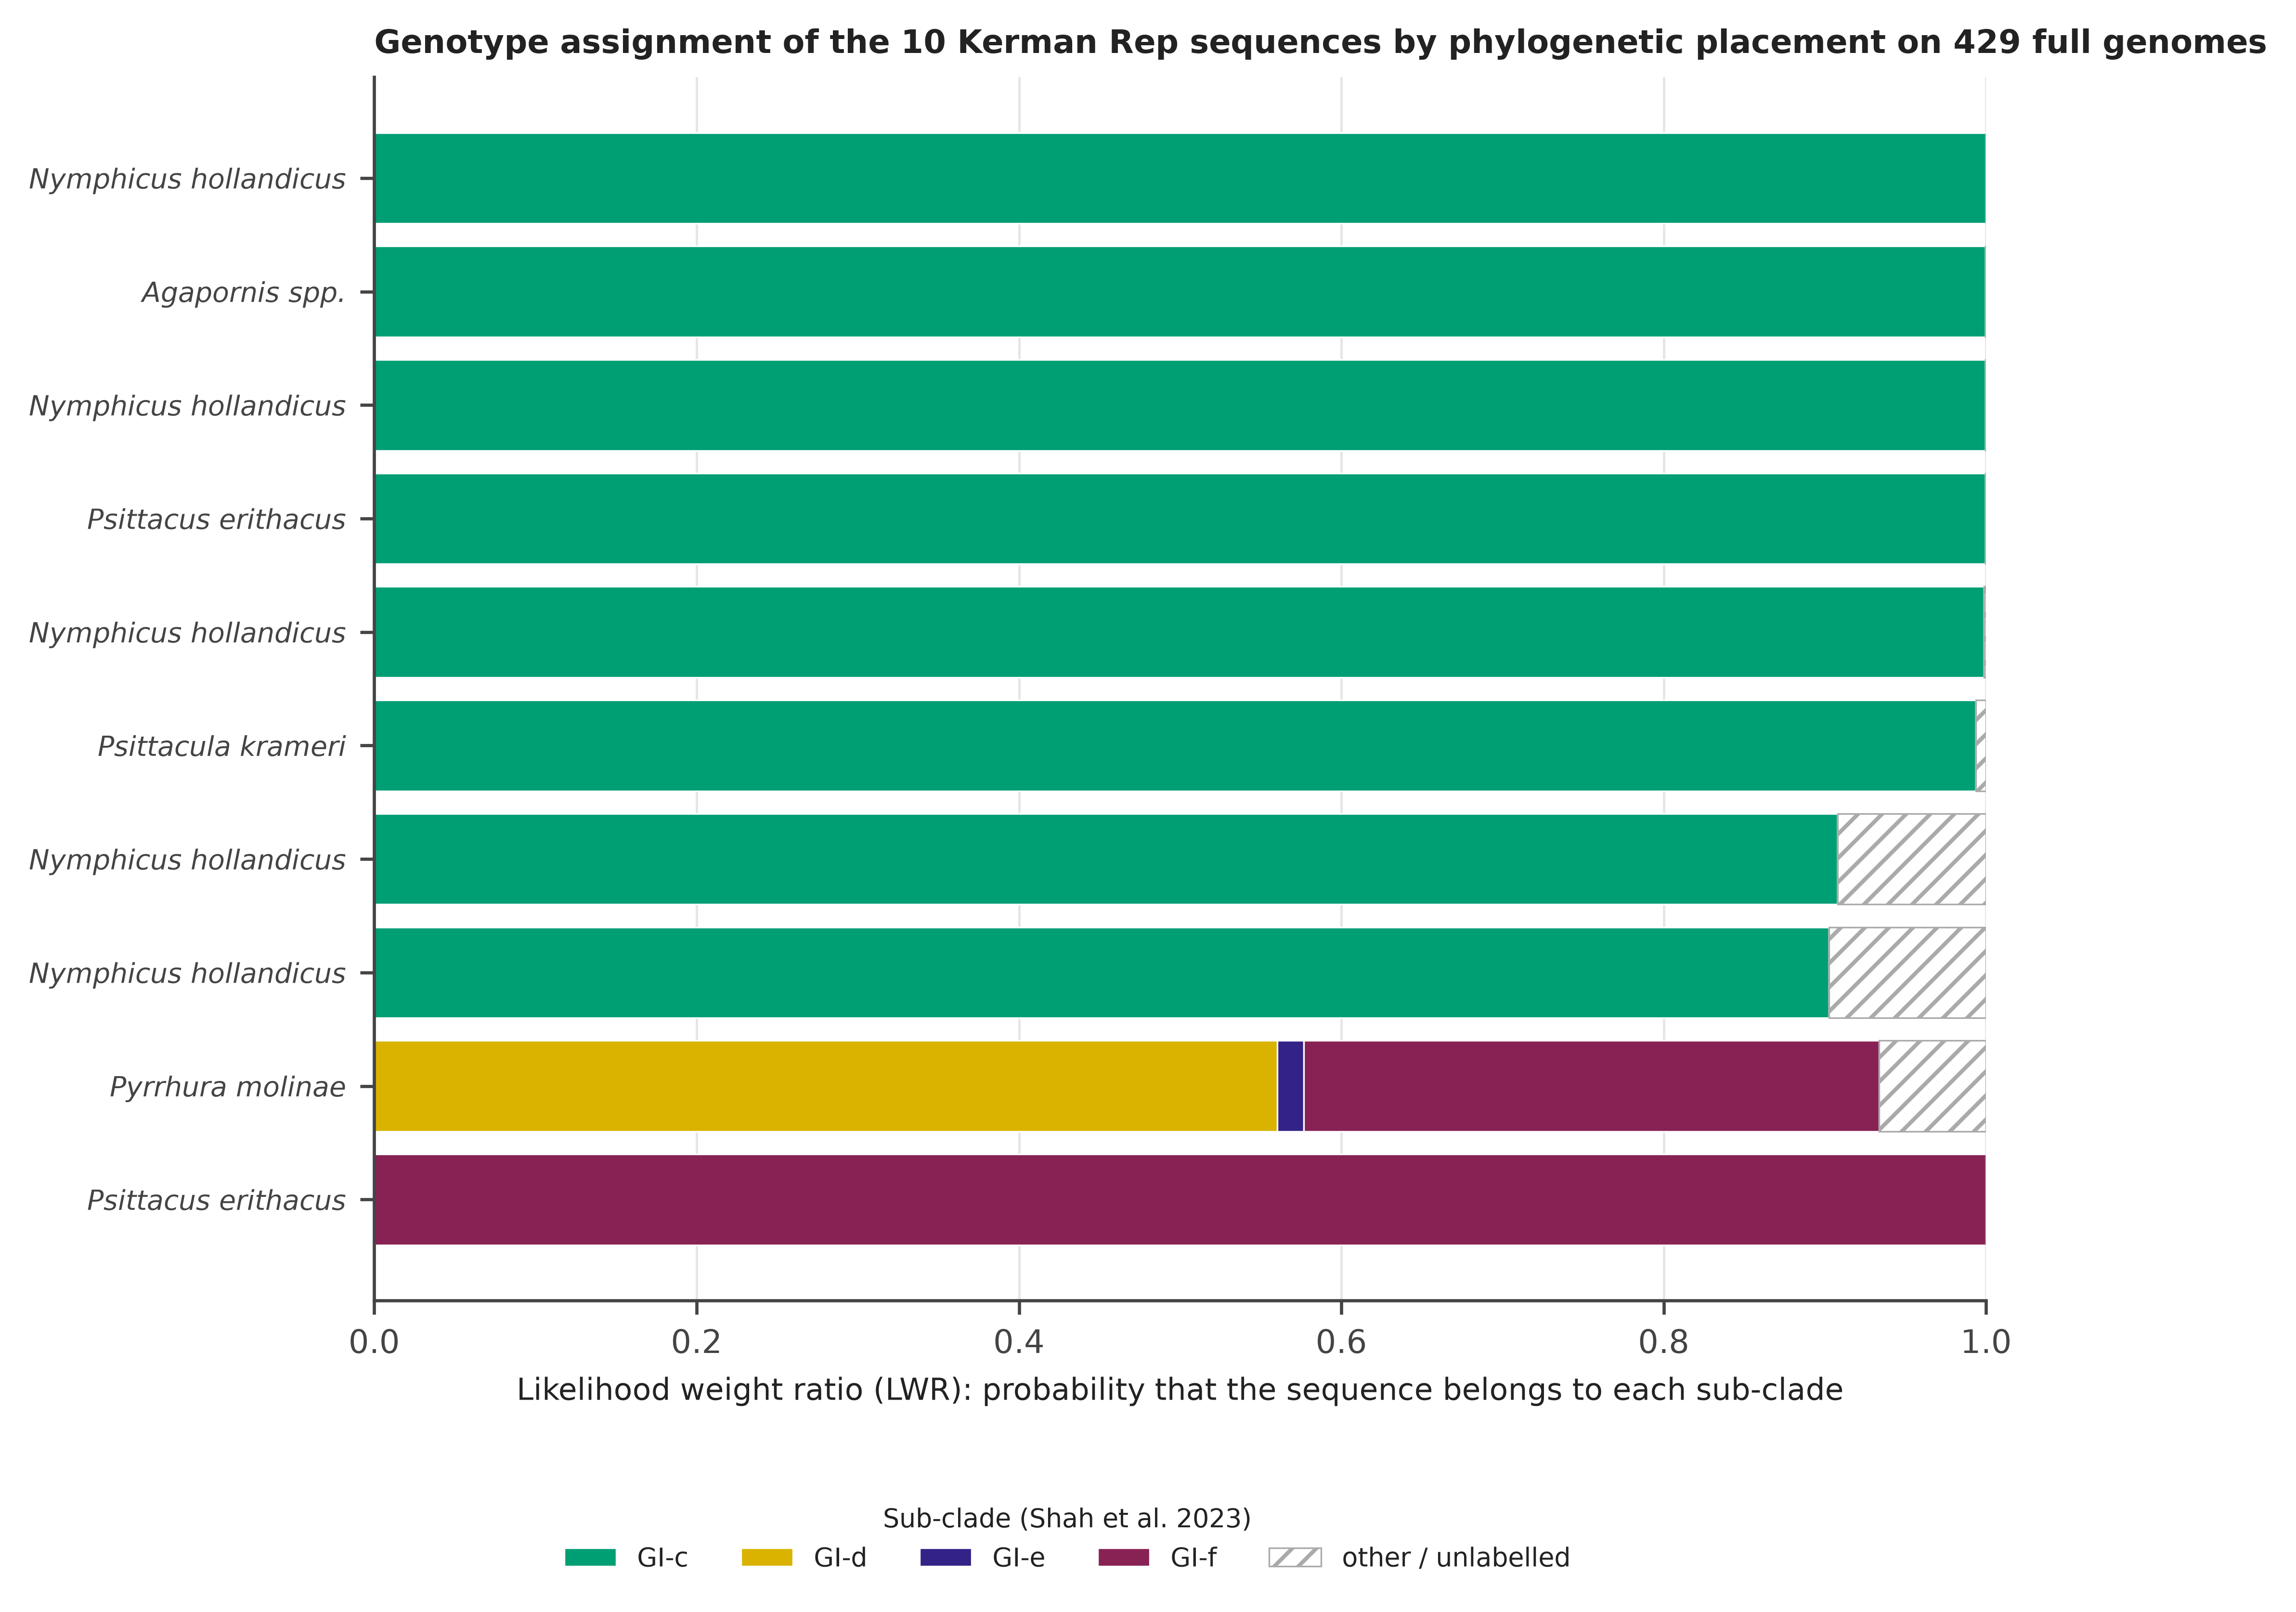 Genotype assignment of the 10 Kerman Rep sequences by phylogenetic placement on 429 full genomes
Nymphicus hollandicus
Agapornis spp.
Nymphicus hollandicus
Psittacus erithacus
Nymphicus hollandicus
Psittacula krameri
Nymphicus hollandicus
Nymphicus hollandicus
Pyrrhura molinae
Psittacus erithacus
0.0 0.2 0.4 0.6 0.8 1.0
Likelihood weight ratio (LWR): probability that the sequence belongs to each sub-clade
Sub-clade (Shah et al. 2023)
GI-c GI-d GI-e GI-f other / unlabelled